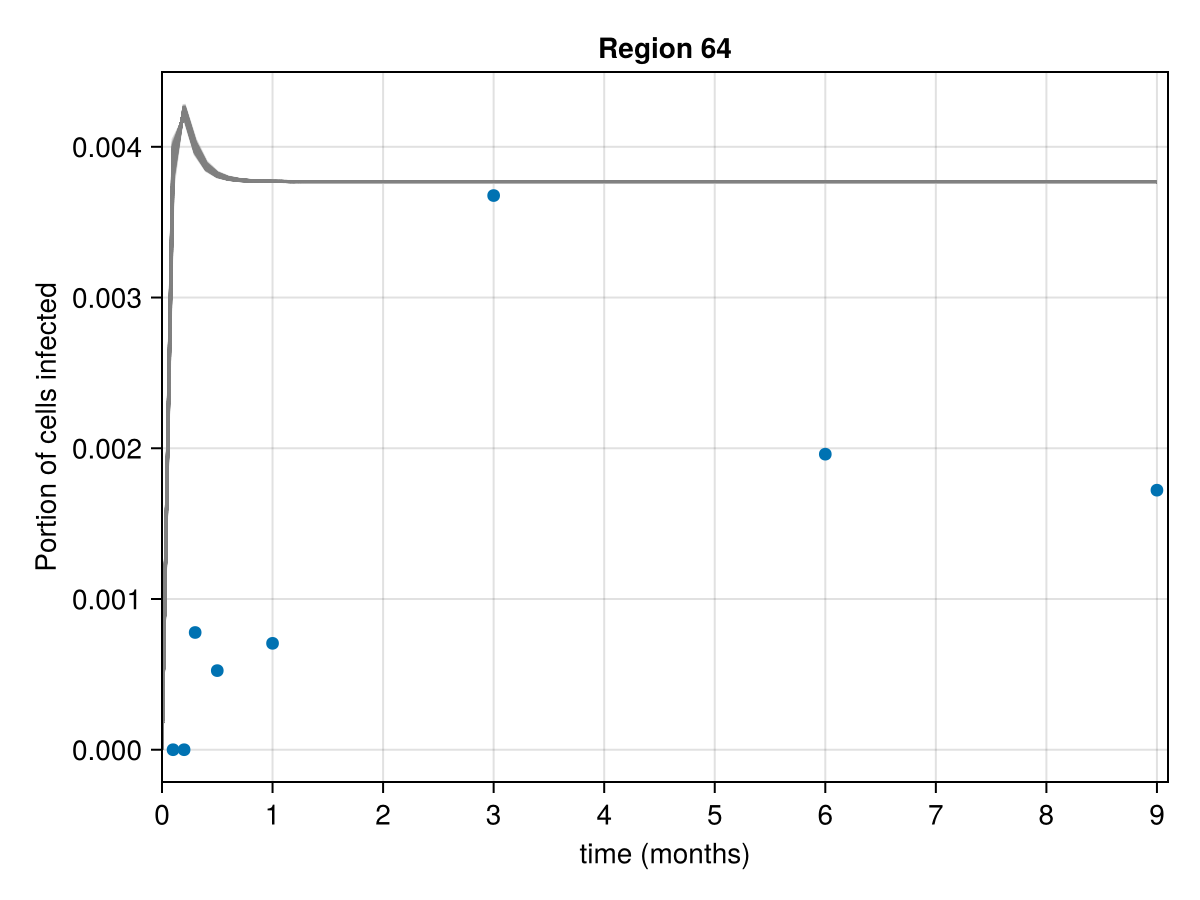 Region 64
0.004
0.003
0.002
0.001
0.000
Portion of cells infected
0 1 2 3 4 5 6 7 8 9
time (months)